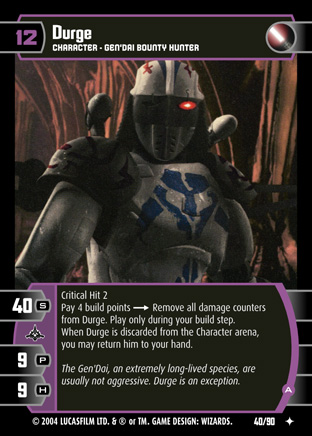 12
Durge
CHARACTER - GEN'DAI BOUNTY HUNTER
40 S
9 P
9 H
Critical Hit 2
Pay 4 build points → Remove all damage counters
from Durge. Play only during your build step.
When Durge is discarded from the Character arena,
you may return him to your hand.
The Gen'Dai, an extremely long-lived species, are
usually not aggressive. Durge is an exception.
A
© 2004 LUCASFILM LTD. & ® or TM. GAME DESIGN: WIZARDS.
40/90